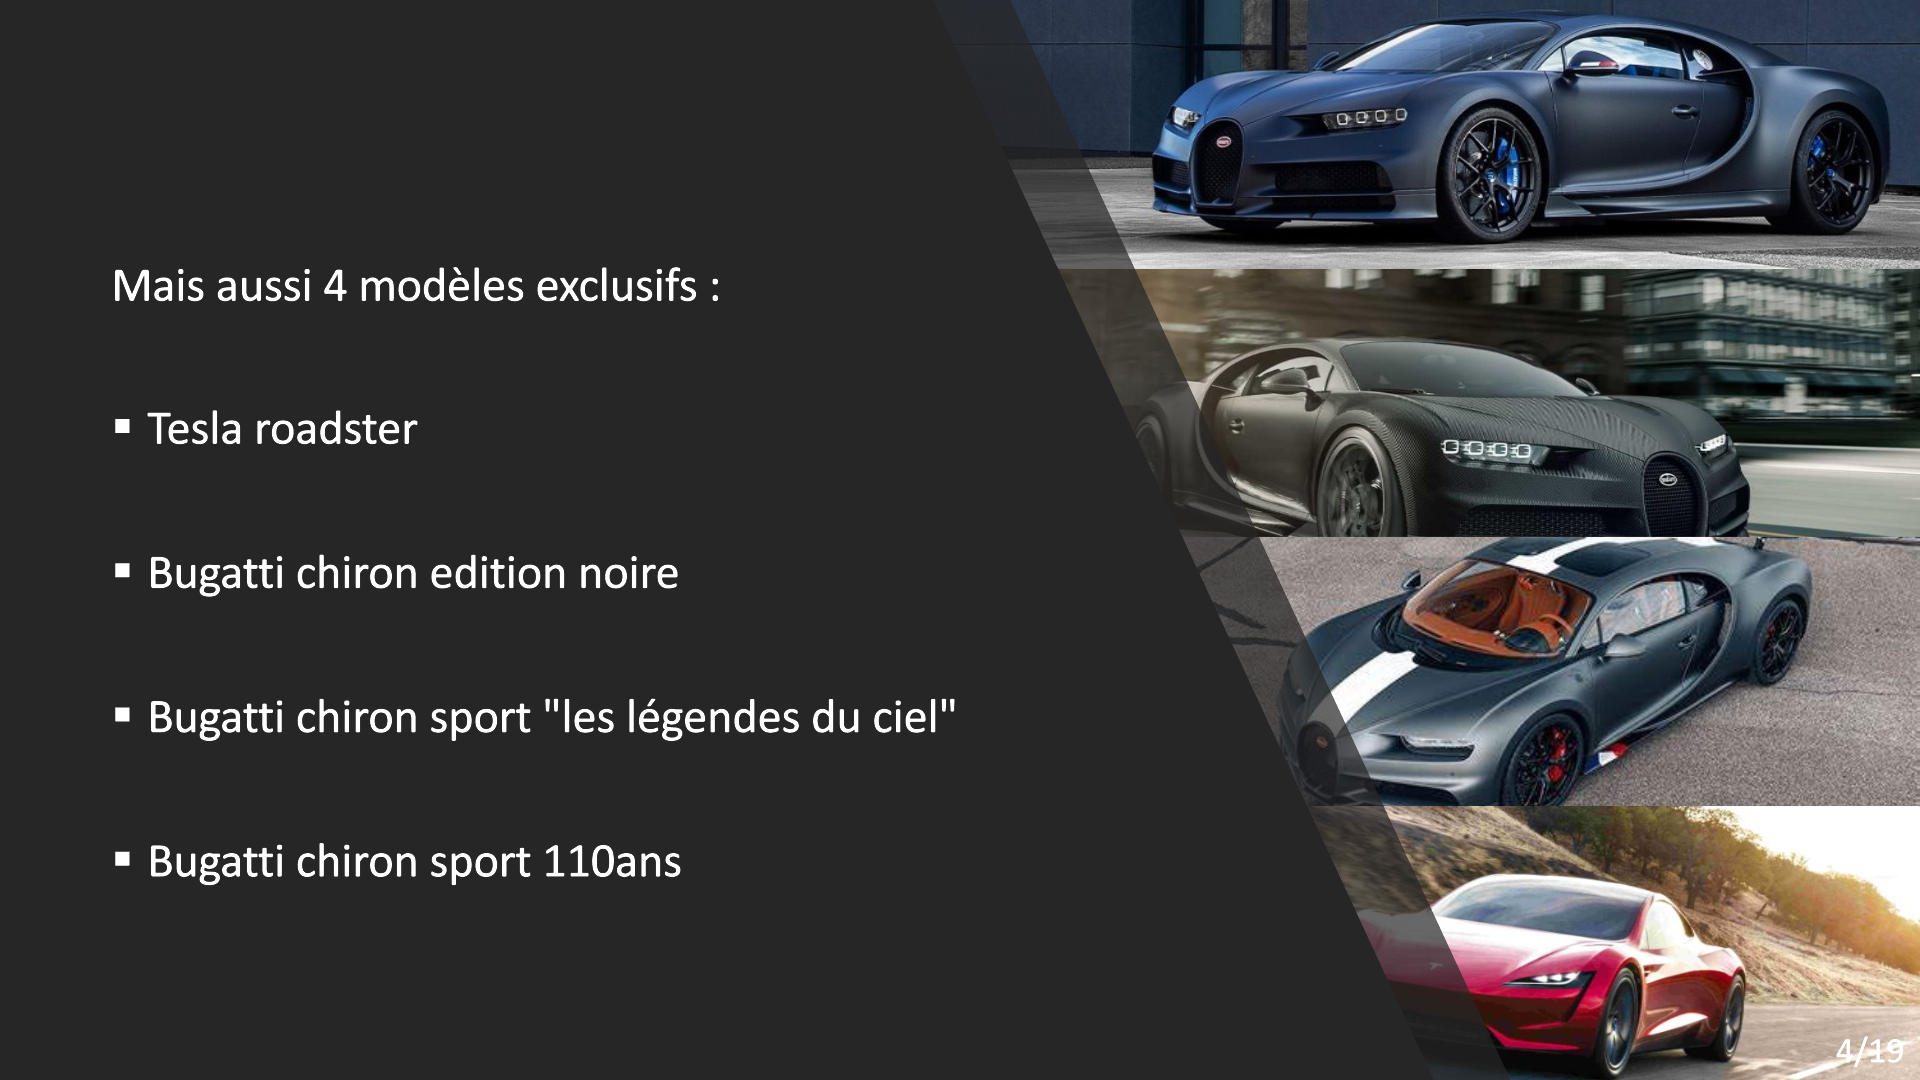 Mais aussi 4 modèles exclusifs :
▪ Tesla roadster
▪ Bugatti chiron edition noire
▪ Bugatti chiron sport "les légendes du ciel"
▪ Bugatti chiron sport 110ans
4/19